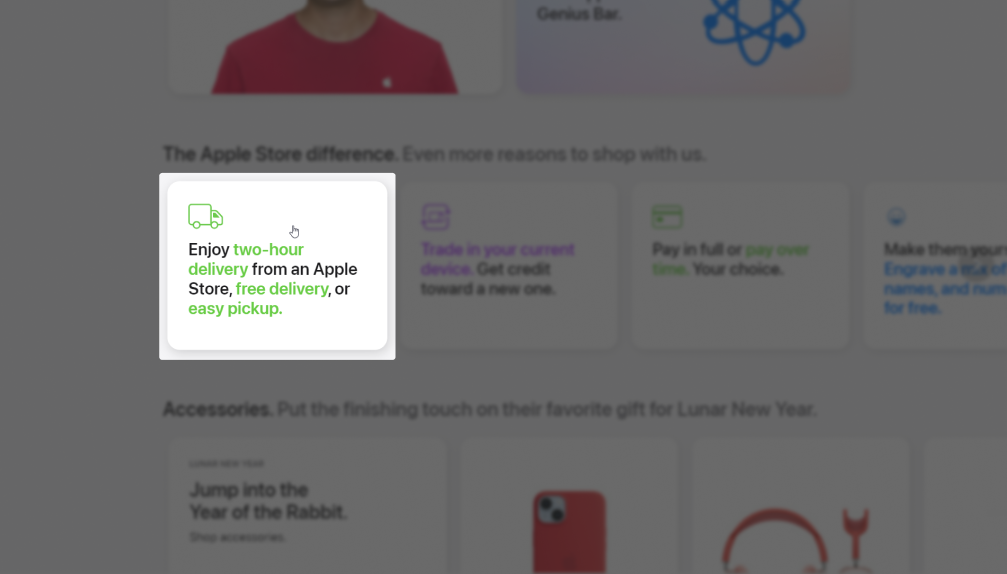 Genius Bar.
The Apple Store difference. Even more reasons to shop with us.
Enjoy two-hour
delivery from an Apple
Store, free delivery, or
easy pickup.
Trade in your current
device. Get credit
toward a new one.
Pay in full or pay over
time. Your choice.
Make them yours
Engrave a mix of
names, and num
for free.
Accessories. Put the finishing touch on their favorite gift for Lunar New Year.
LUNAR NEW YEAR
Jump into the
Year of the Rabbit.
Shop accessories.